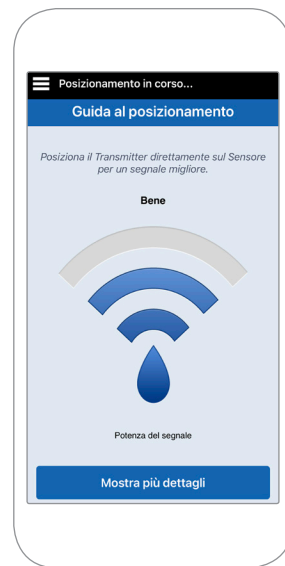 Posizionamento in corso...
Guida al posizionamento
Posiziona il Transmitter direttamente sul Sensore
per un segnale migliore.
Bene
Potenza del segnale
Mostra più dettagli